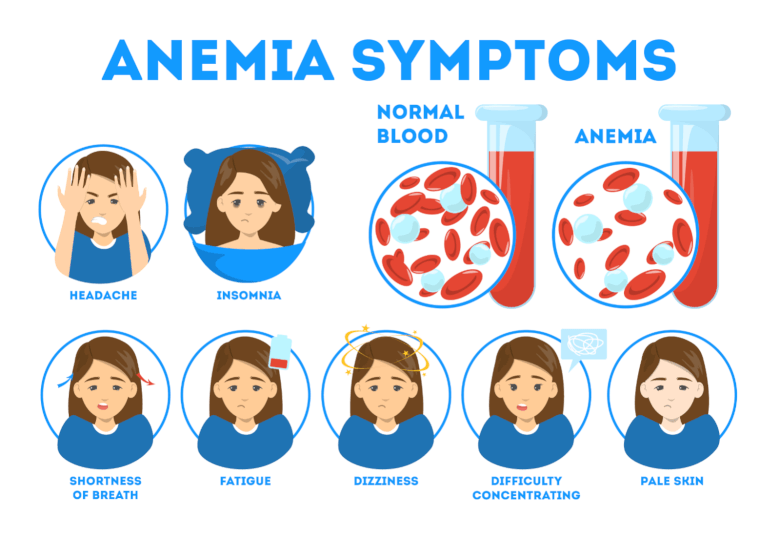 ANEMIA SYMPTOMS
NORMAL
BLOOD
ANEMIA
HEADACHE
INSOMNIA
SHORTNESS
OF BREATH
FATIGUE
DIZZINESS
DIFFICULTY
CONCENTRATING
PALE SKIN